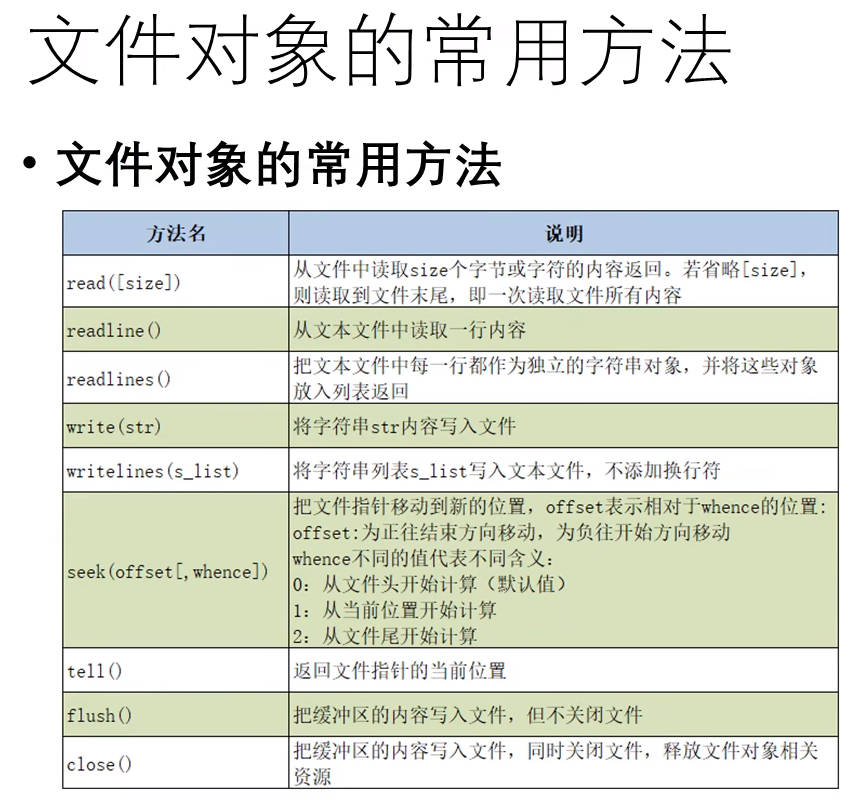 文件对象的常用方法
• 文件对象的常用方法
方法名 说明
read([size]) 从文件中读取size个字节或字符的内容返回。若省略[size],
则读取到文件末尾,即一次读取文件所有内容
readline() 从文本文件中读取一行内容
readlines() 把文本文件中每一行都作为独立的字符串对象,并将这些对象
放入列表返回
write(str) 将字符串str内容写入文件
writelines(s_list) 将字符串列表s_list写入文本文件,不添加换行符
seek(offset[,whence]) 把文件指针移动到新的位置,offset表示相对于whence的位置:
offset:为正往结束方向移动,为负往开始方向移动
whence不同的值代表不同含义:
0: 从文件头开始计算(默认值)
1: 从当前位置开始计算
2: 从文件尾开始计算
tell() 返回文件指针的当前位置
flush() 把缓冲区的内容写入文件,但不关闭文件
close() 把缓冲区的内容写入文件,同时关闭文件,释放文件对象相关
资源